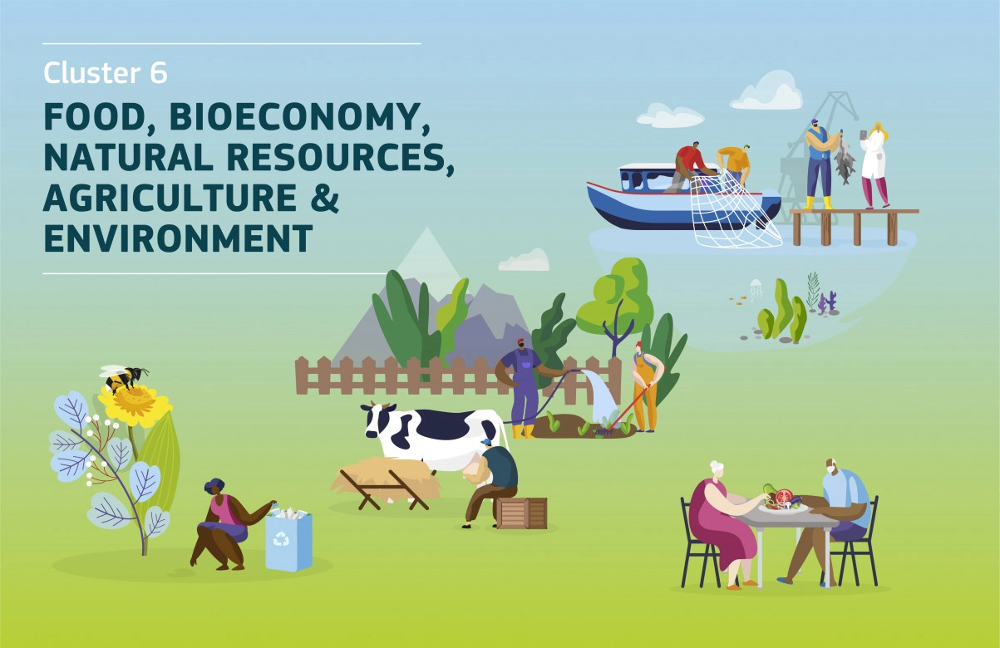 Cluster 6
FOOD, BIOECONOMY,
NATURAL RESOURCES,
AGRICULTURE &
ENVIRONMENT